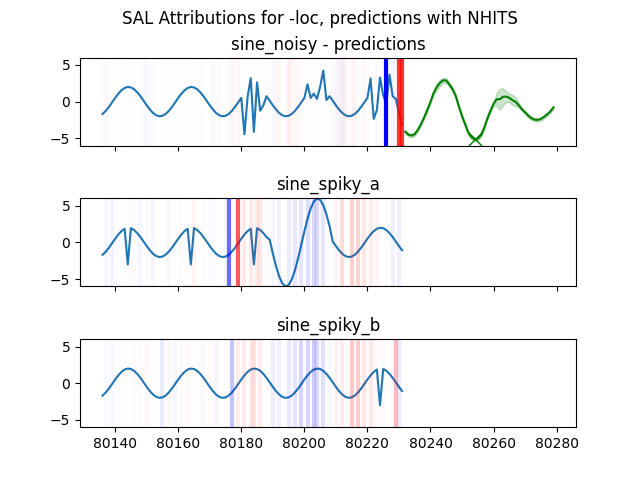 SAL Attributions for -loc, predictions with NHITS
sine_noisy - predictions
5
0
−5
sine_spiky_a
5
0
−5
sine_spiky_b
5
0
−5
80140 80160 80180 80200 80220 80240 80260 80280